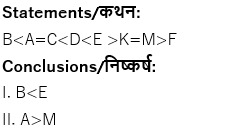 Statements/कथन:
B<A=C<D<E >K=M>F
Conclusions/निष्कर्ष:
I. B<E
II. A>M